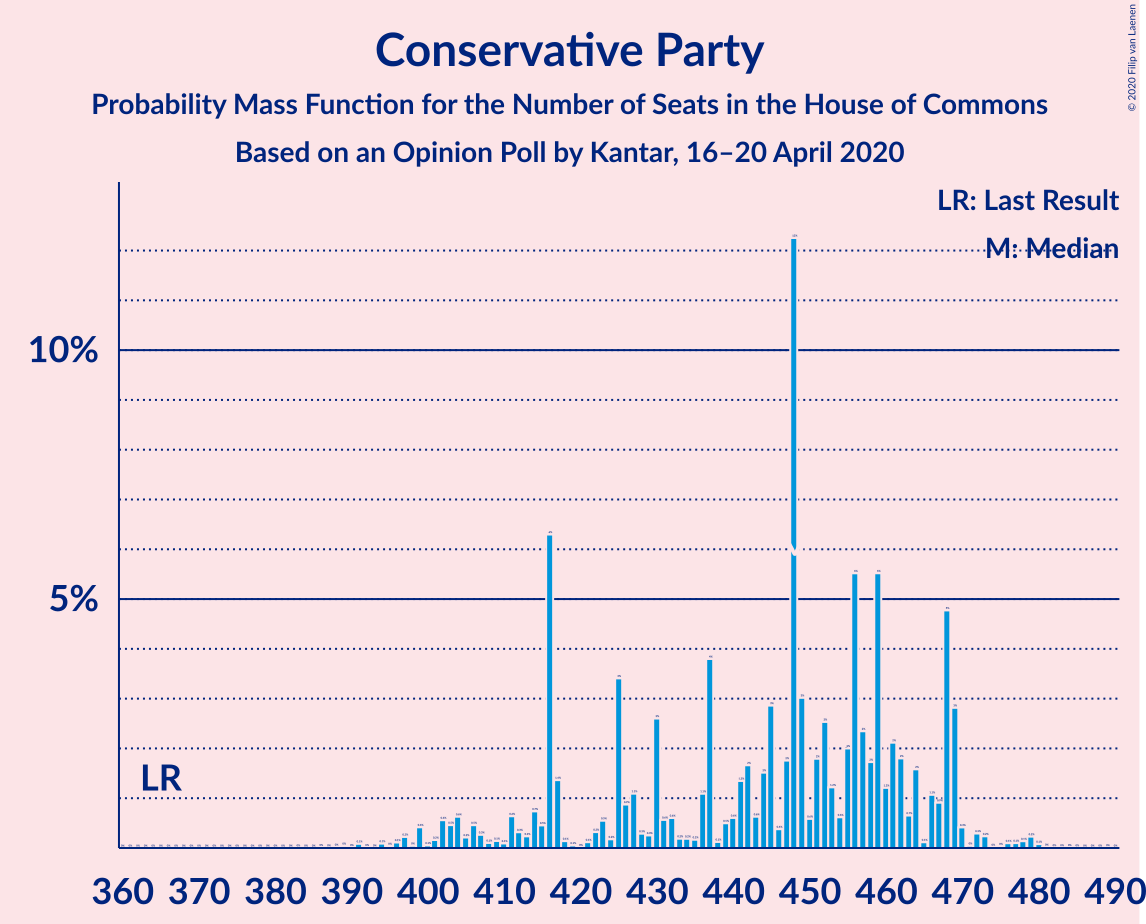 Conservative Party
Probability Mass Function for the Number of Seats in the House of Commons
Based on an Opinion Poll by Kantar, 16–20 April 2020
© 2020 Filip van Laenen
LR: Last Result
M: Median
10%
5%
LR
360 370 380 390 400 410 420 430 440 450 460 470 480 490